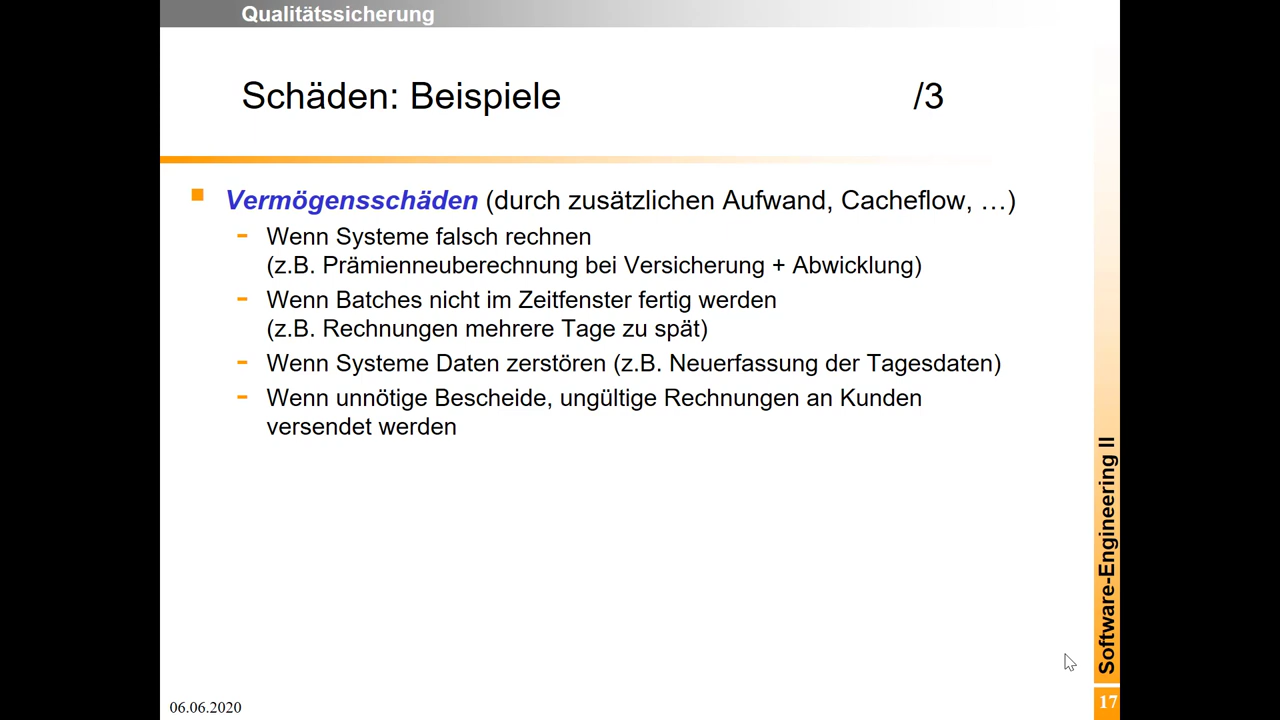 Qualitätssicherung
Schäden: Beispiele /3
Vermögensschäden (durch zusätzlichen Aufwand, Cacheflow, …)
- Wenn Systeme falsch rechnen
(z.B. Prämienneuberechnung bei Versicherung + Abwicklung)
- Wenn Batches nicht im Zeitfenster fertig werden
(z.B. Rechnungen mehrere Tage zu spät)
- Wenn Systeme Daten zerstören (z.B. Neuerfassung der Tagesdaten)
- Wenn unnötige Bescheide, ungültige Rechnungen an Kunden
versendet werden
Software-Engineering II
06.06.2020
17